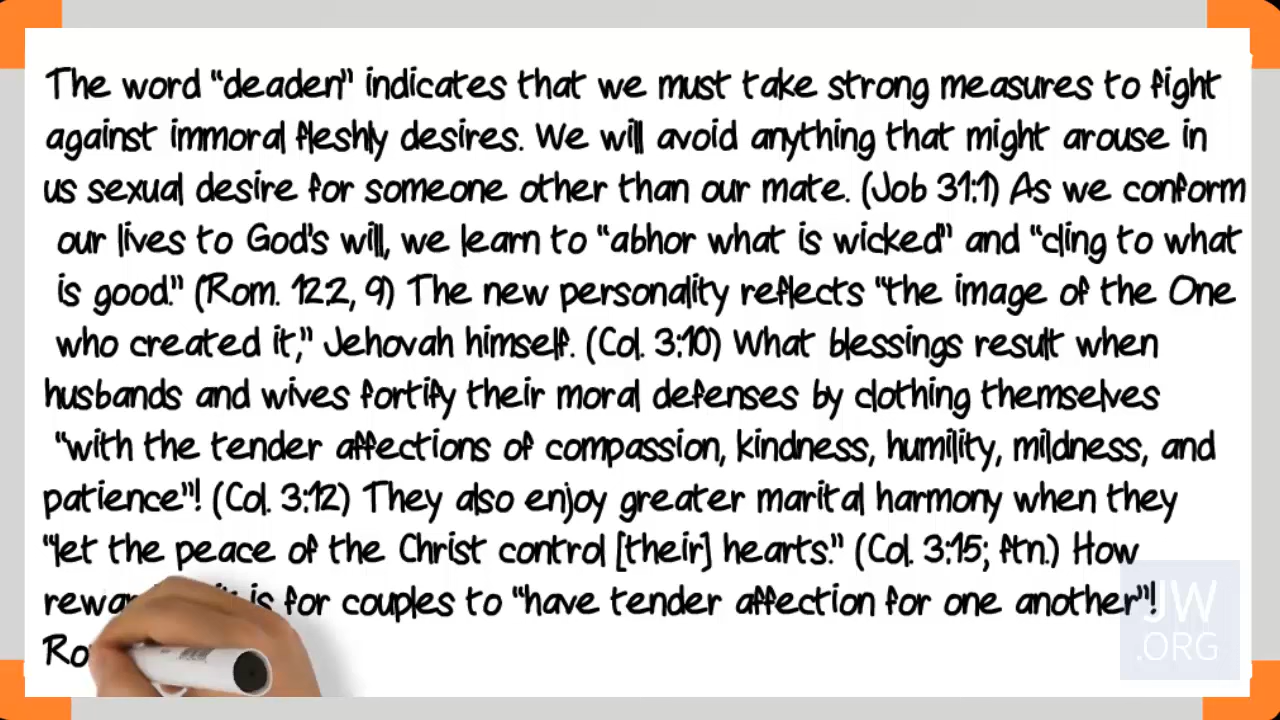 The word “deaden” indicates that we must take strong measures to fight
against immoral fleshly desires. We will avoid anything that might arouse in
us sexual desire for someone other than our mate. (Job 31:1) As we conform
our lives to God's will, we learn to “abhor what is wicked” and “cling to what
is good.” (Rom. 12:2, 9) The new personality reflects “the image of the One
who created it,” Jehovah himself. (Col. 3:10) What blessings result when
husbands and wives fortify their moral defenses by clothing themselves
“with the tender affections of compassion, kindness, humility, mildness, and
patience”! (Col. 3:12) They also enjoy greater marital harmony when they
“let the peace of the Christ control [their] hearts.” (Col. 3:15; ftn.) How
is for couples to “have tender affection for one another”!
JW
.ORG